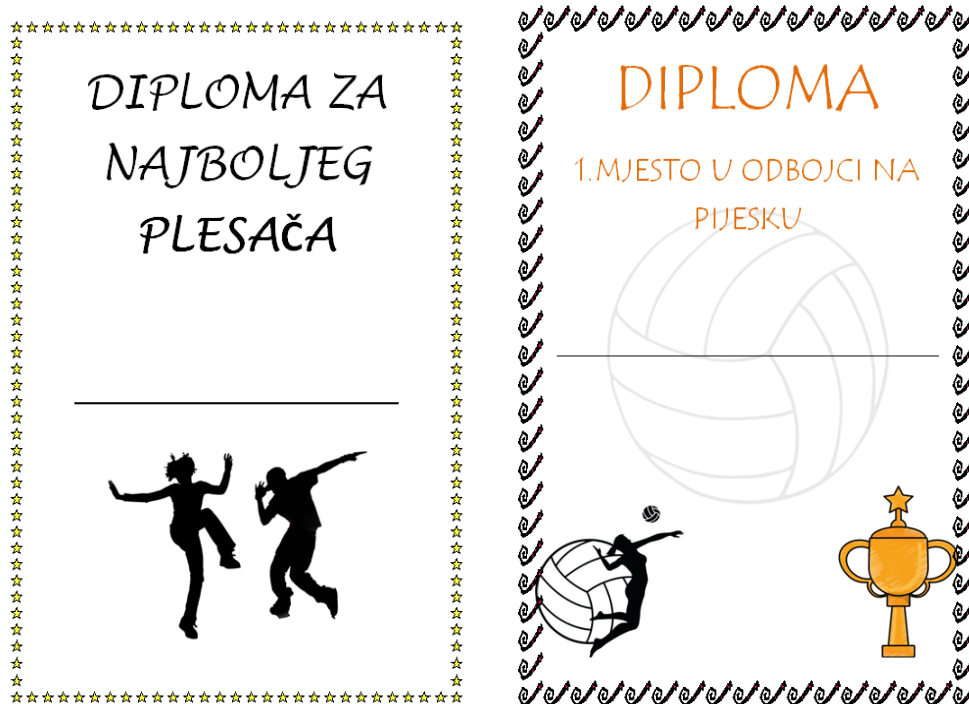 DIPLOMA ZA
NAJBOLJEG
PLESAČA
DIPLOMA
1.MJESTO U ODBOJCI NA
PIJESKU